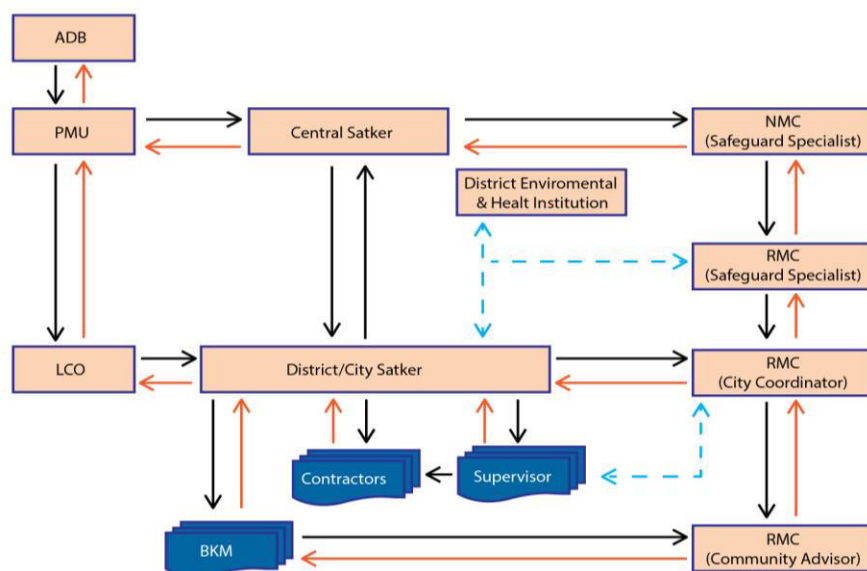 ADB
PMU
Central Satker
NMC
(Safeguard Specialist)
District Enviromental
& Healt Institution
RMC
(Safeguard Specialist)
LCO
District/City Satker
RMC
(City Coordinator)
Contractors
Supervisor
BKM
RMC
(Community Advisor)